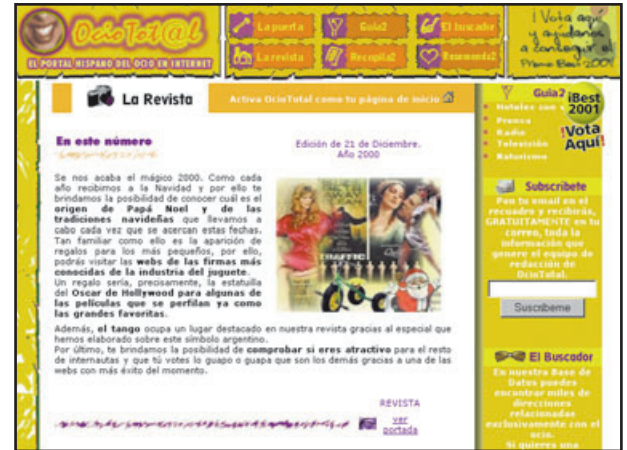 OcioTot@l
EL PORTAL HISPANO DEL OCIO EN INTERNET
La puerta
Guia2
El buscador
La revista
Recopila2
Renomenda2
¡Vota aquí
y ayúdanos
a conseguir el
Premio iBest 2001
La Revista
Activa OcioTotal como tu página de inicio
En este número
Edición de 21 de Diciembre.
Año 2000
Se nos acaba el mágico 2000. Como cada
año recibimos a la Navidad y por ello te
brindamos la posibilidad de conocer cuál es el
origen de Papá Noel y de las
tradiciones navideñas que llevamos a
cabo cada vez que se acercan estas fechas.
Tan familiar como ello es la aparición de
regalos para los más pequeños, por ello,
podrás visitar las webs de las firmas más
conocidas de la industria del juguete.
Un regalo sería, precisamente, la estatuilla
del Oscar de Hollywood para algunas de
las películas que se perfilan ya como
las grandes favoritas.
TRAFFIC
Además, el tango ocupa un lugar destacado en nuestra revista gracias al especial que
hemos elaborado sobre este símbolo argentino.
Por último, te brindamos la posibilidad de comprobar si eres atractivo para el resto
de internautas y que tú votes lo guapo o guapa que son los demás gracias a una de las
webs con más éxito del momento.
REVISTA
ver
portada
Guia2
Hoteles con
Prensa
Radio
Televisión
Naturismo
iBest
2001
¡Vota
Aquí!
Subscríbete
Pon tu email en el
recuadro y recibirás,
GRATUITAMENTE en tu
correo, toda la
información que
genere el equipo de
redacción de
OcioTotal.
Suscríbeme
El Buscador
En nuestra Base de
Datos puedes
encontrar miles de
direcciones
relacionadas
exclusivamente con el
ocio.
Si quieres una